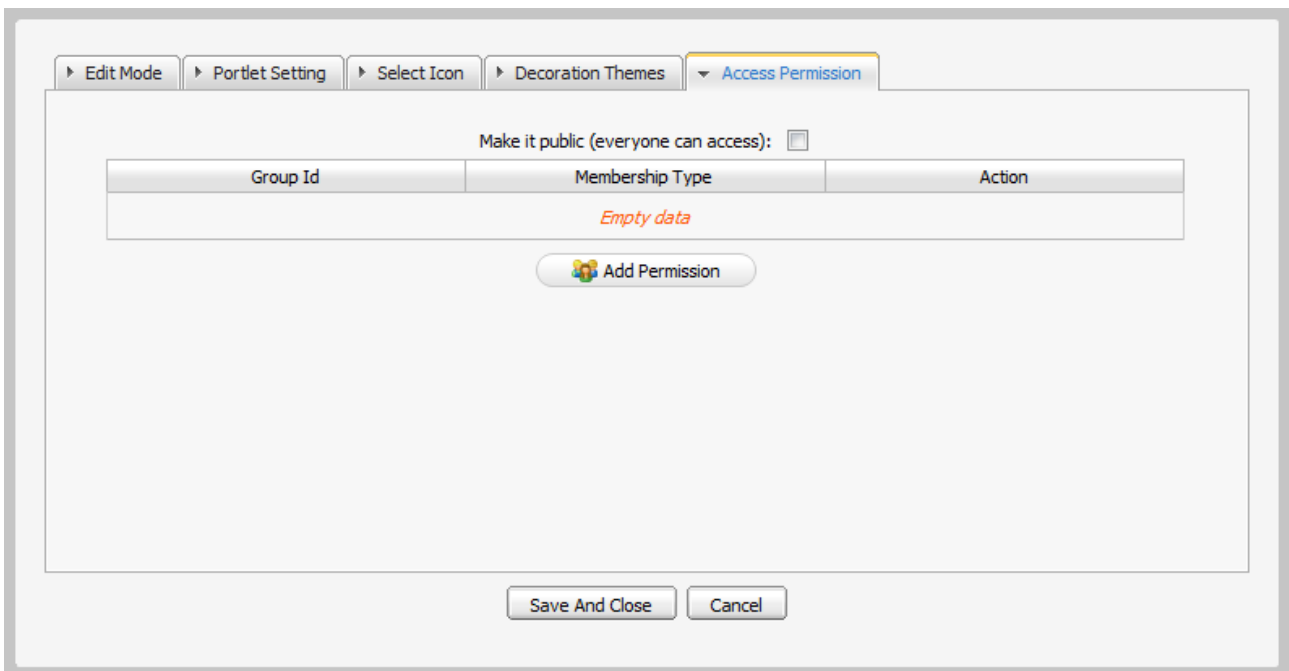 Edit Mode Portlet Setting Select Icon Decoration Themes Access Permission
Make it public (everyone can access):
Group Id Membership Type Action
Empty data
Add Permission
Save And Close Cancel